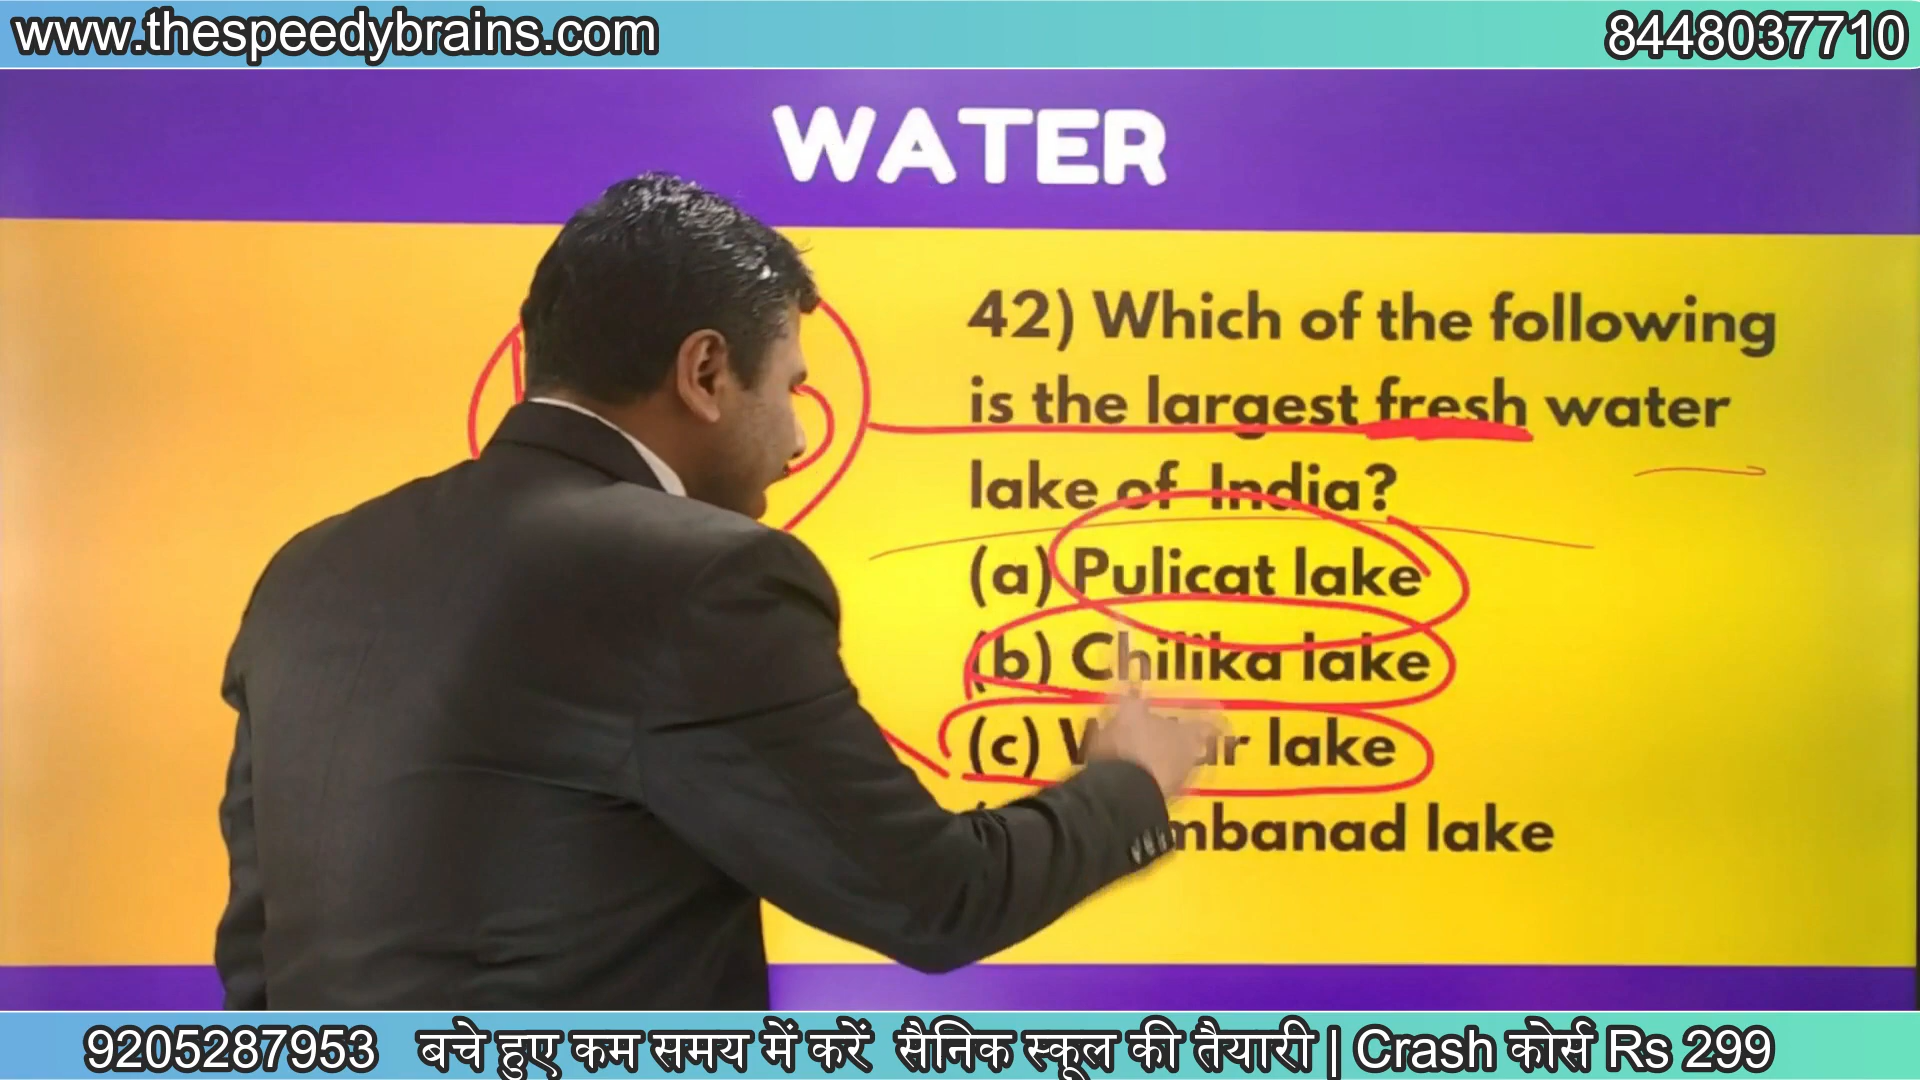 www.thespeedybrains.com
8448037710
WATER
42) Which of the following
is the largest fresh water
lake of India?
(a) Pulicat lake
(b) Chilika lake
(c) lake
lake
9205287953 बचे हुए कम समय में करें सैनिक स्कूल की तैयारी | Crash कोर्स Rs 299